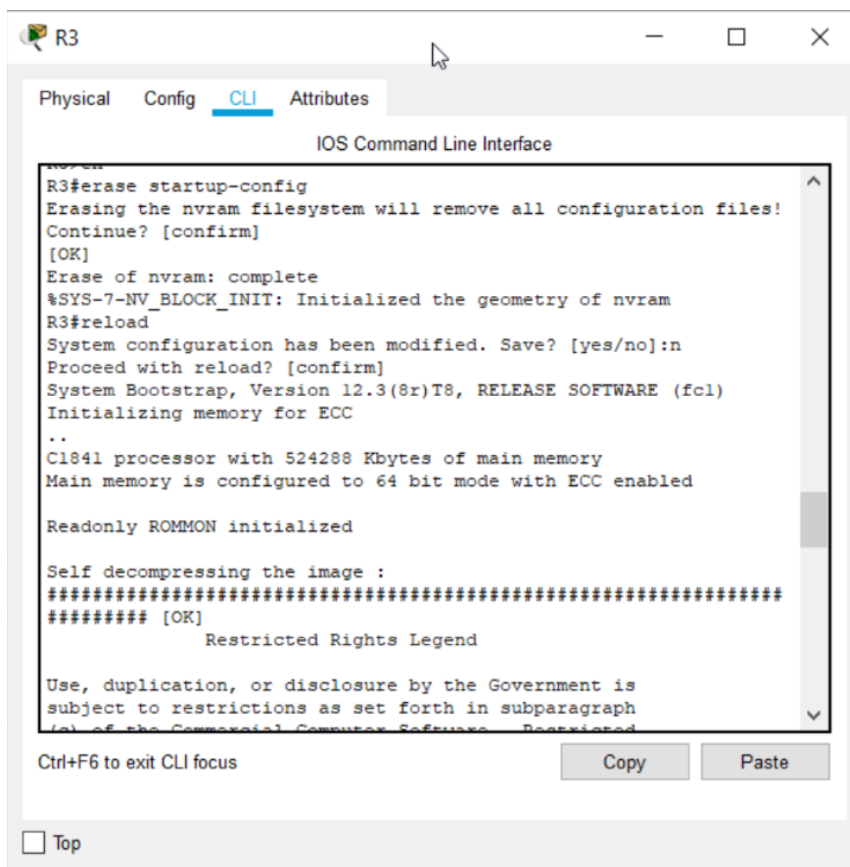 R3
Physical Config CLI Attributes
IOS Command Line Interface
R3#erase startup-config
Erasing the nvram filesystem will remove all configuration files!
Continue? [confirm]
[OK]
Erase of nvram: complete
%SYS-7-NV_BLOCK_INIT: Initialized the geometry of nvram
R3#reload
System configuration has been modified. Save? [yes/no]:n
Proceed with reload? [confirm]
System Bootstrap, Version 12.3(8r)T8, RELEASE SOFTWARE (fc1)
Initializing memory for ECC
..
C1841 processor with 524288 Kbytes of main memory
Main memory is configured to 64 bit mode with ECC enabled
Readonly ROMMON initialized
Self decompressing the image :
#################################################################
######### [OK]
Restricted Rights Legend
Use, duplication, or disclosure by the Government is
subject to restrictions as set forth in subparagraph
(c) of the Commercial Computer Software - Restricted
Ctrl+F6 to exit CLI focus
Copy Paste
Top